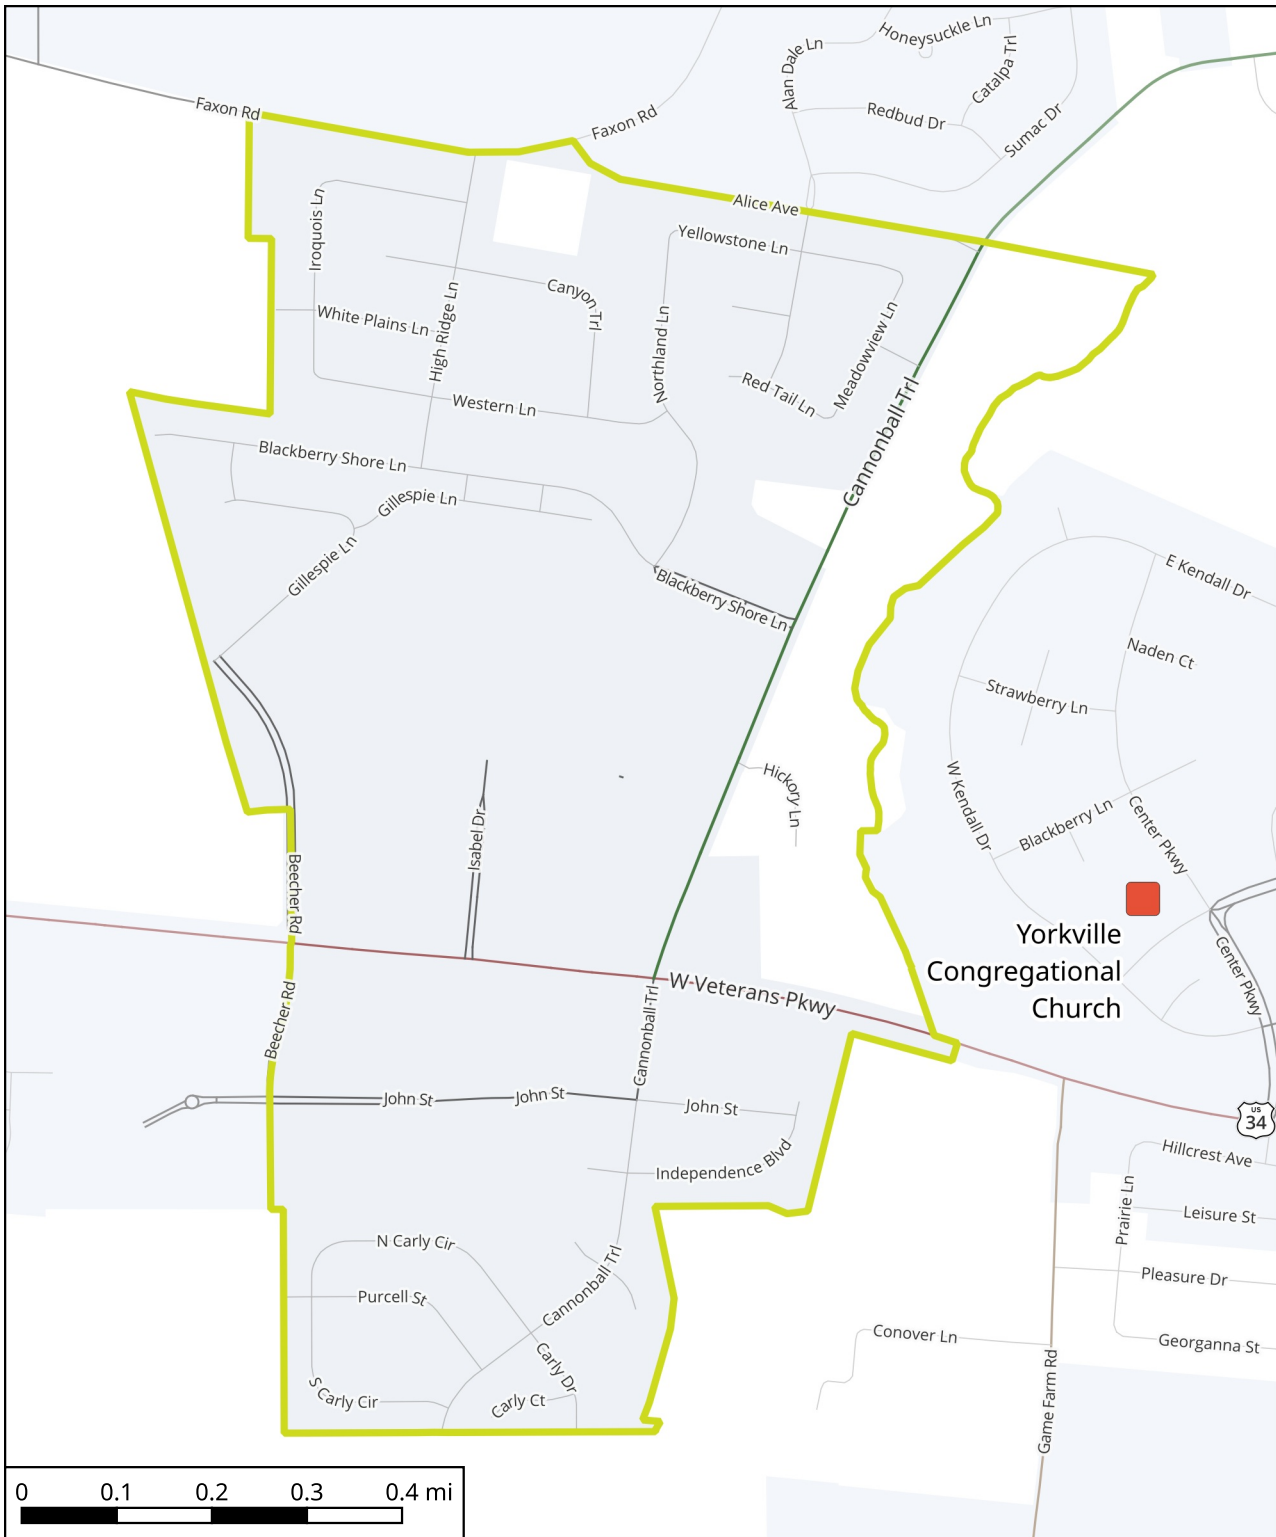 Honeysuckle Ln
Alan Dale Ln
Catalpa Trl
Faxon Rd
Faxon Rd
Redbud Dr
Sumac Dr
Alice Ave
Iroquois Ln
Yellowstone Ln
Canyon Trl
White Plains Ln
High Ridge Ln
Northland Ln
Meadowview Ln
Red Tail Ln
Western Ln
Cannonball Trl
Blackberry Shore Ln
Gillespie Ln
Gillespie Ln
Blackberry Shore Ln
E Kendall Dr
Naden Ct
Strawberry Ln
W Kendall Dr
Hickory Ln
Blackberry Ln
Center Pkwy
Isabel Dr
Beecher Rd
Yorkville
Congregational
Church
Center Pkwy
W Veterans Pkwy
Beecher Rd
Cannonball Trl
John St
John St
John St
US
34
Independence Blvd
Hillcrest Ave
Prairie Ln
Leisure St
N Carly Cir
Purcell St
Cannonball Trl
Pleasure Dr
Conover Ln
Georganna St
Carly Dr
S Carly Cir
Carly Ct
Game Farm Rd
0 0.1 0.2 0.3 0.4 mi